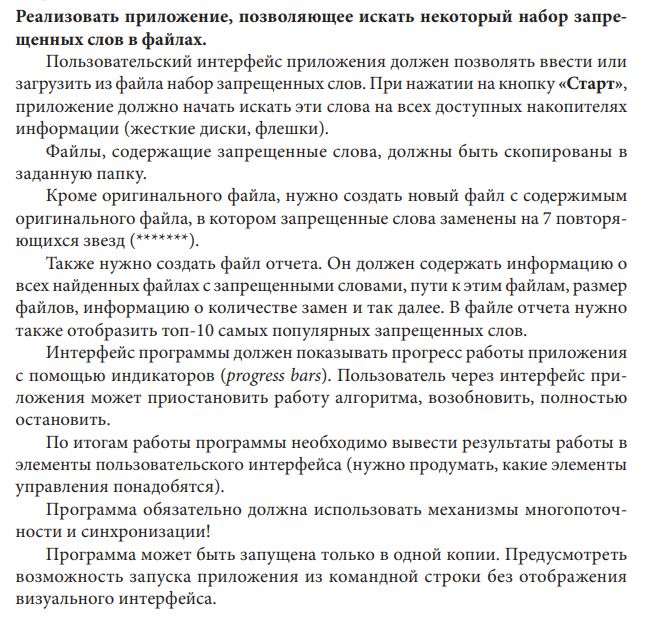 Реализовать приложение, позволяющее искать некоторый набор запре-
щенных слов в файлах.
Пользовательский интерфейс приложения должен позволять ввести или
загрузить из файла набор запрещенных слов. При нажатии на кнопку «Старт»,
приложение должно начать искать эти слова на всех доступных накопителях
информации (жесткие диски, флешки).
Файлы, содержащие запрещенные слова, должны быть скопированы в
заданную папку.
Кроме оригинального файла, нужно создать новый файл с содержимым
оригинального файла, в котором запрещенные слова заменены на 7 повторя-
ющихся звезд (*******).
Также нужно создать файл отчета. Он должен содержать информацию о
всех найденных файлах с запрещенными словами, пути к этим файлам, размер
файлов, информацию о количестве замен и так далее. В файле отчета нужно
также отобразить топ-10 самых популярных запрещенных слов.
Интерфейс программы должен показывать прогресс работы приложения
с помощью индикаторов (progress bars). Пользователь через интерфейс при-
ложения может приостановить работу алгоритма, возобновить, полностью
остановить.
По итогам работы программы необходимо вывести результаты работы в
элементы пользовательского интерфейса (нужно продумать, какие элементы
управления понадобятся).
Программа обязательно должна использовать механизмы многопоточ-
ности и синхронизации!
Программа может быть запущена только в одной копии. Предусмотреть
возможность запуска приложения из командной строки без отображения
визуального интерфейса.